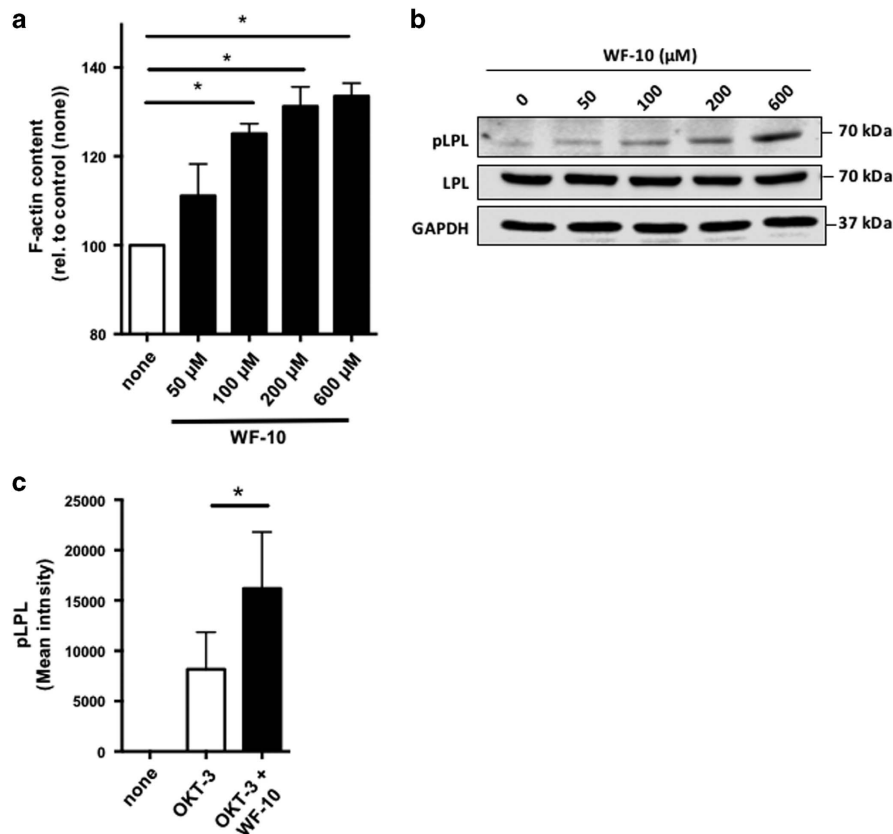 a
*
*
*
140
120
100
80
F-actin content
(rel. to control (none))
none
50 µM
100 µM
200 µM
600 µM
WF-10
b
WF-10 (µM)
0 50 100 200 600
pLPL
70 kDa
LPL
70 kDa
GAPDH
37 kDa
c
*
25000
20000
15000
10000
5000
0
pLPL
(Mean intnsity)
none
OKT-3
OKT-3 +
WF-10